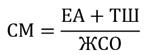 СМ = ЕА + ТШ / ЖСО